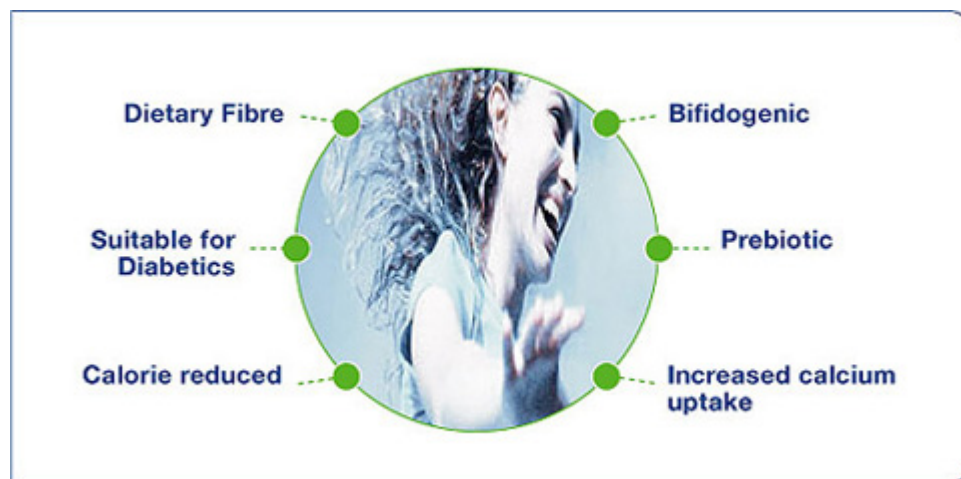 Dietary Fibre
Bifidogenic
Suitable for
Diabetics
Prebiotic
Calorie reduced
Increased calcium
uptake